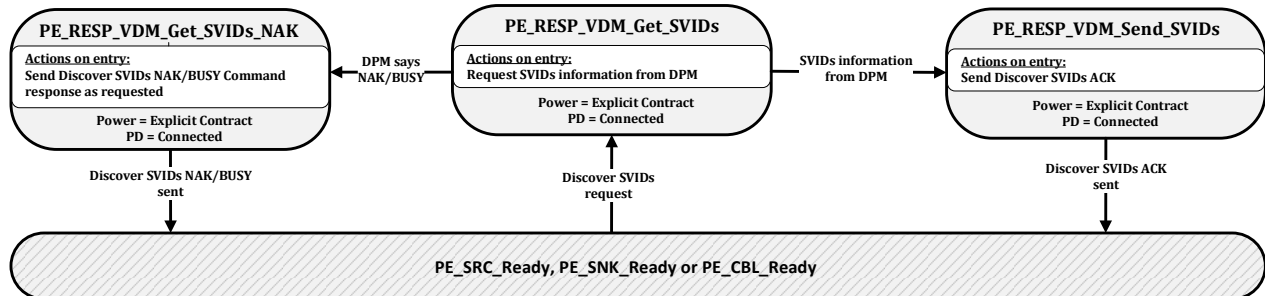 PE_RESP_VDM_Get_SVIDs_NAK
Actions on entry:
Send Discover SVIDs NAK/BUSY Command
response as requested
Power = Explicit Contract
PD = Connected
DPM says
NAK/BUSY
PE_RESP_VDM_Get_SVIDs
Actions on entry:
Request SVIDs information from DPM
Power = Explicit Contract
PD = Connected
SVIDs information
from DPM
PE_RESP_VDM_Send_SVIDs
Actions on entry:
Send Discover SVIDs ACK
Power = Explicit Contract
PD = Connected
Discover SVIDs NAK/BUSY
sent
Discover SVIDs
request
Discover SVIDs ACK
sent
PE_SRC_Ready, PE_SNK_Ready or PE_CBL_Ready